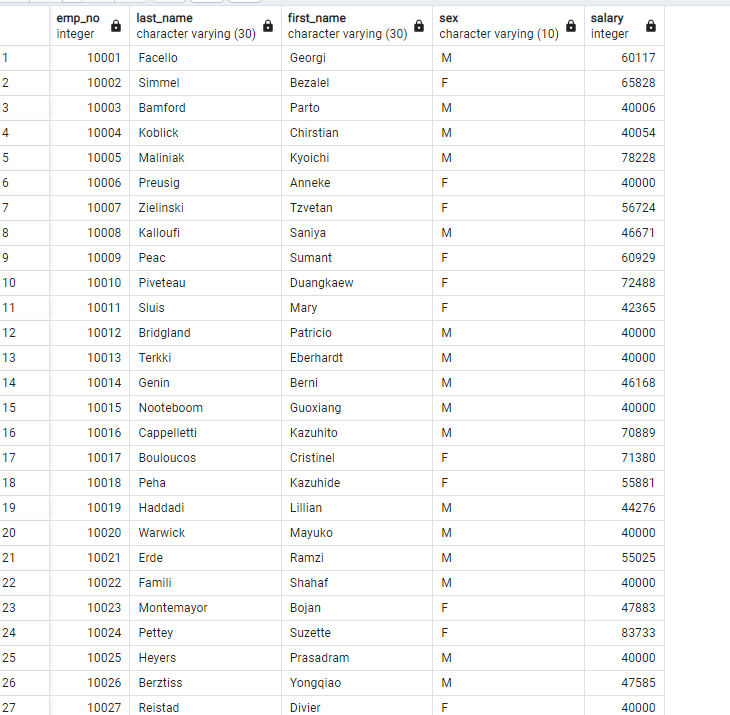 emp_no last_name first_name sex salary
integer character varying (30) character varying (30) character varying (10) integer
1 10001 Facello Georgi M 60117
2 10002 Simmel Bezalel F 65828
3 10003 Bamford Parto M 40006
4 10004 Koblick Chirstian M 40054
5 10005 Maliniak Kyoichi M 78228
6 10006 Preusig Anneke F 40000
7 10007 Zielinski Tzvetan F 56724
8 10008 Kalloufi Saniya M 46671
9 10009 Peac Sumant F 60929
10 10010 Piveteau Duangkaew F 72488
11 10011 Sluis Mary F 42365
12 10012 Bridgland Patricio M 40000
13 10013 Terkki Eberhardt M 40000
14 10014 Genin Berni M 46168
15 10015 Nooteboom Guoxiang M 40000
16 10016 Cappelletti Kazuhito M 70889
17 10017 Bouloucos Cristinel F 71380
18 10018 Peha Kazuhide F 55881
19 10019 Haddadi Lillian M 44276
20 10020 Warwick Mayuko M 40000
21 10021 Erde Ramzi M 55025
22 10022 Famili Shahaf M 40000
23 10023 Montemayor Bojan F 47883
24 10024 Pettey Suzette F 83733
25 10025 Heyers Prasadram M 40000
26 10026 Berztiss Yongqiao M 47585
27 10027 Reistad Divier F 40000